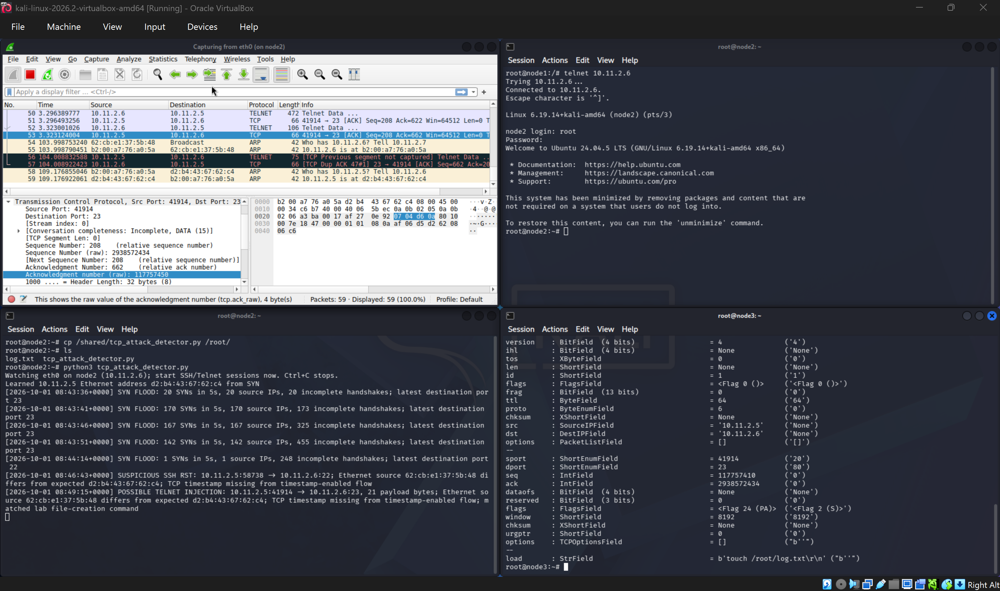 kali-linux-2026.2-virtualbox-amd64 [Running] - Oracle VirtualBox
File Machine View Input Devices Help
Capturing from eth0 (on node2)
File Edit View Go Capture Analyze Statistics Telephony Wireless Tools Help
Apply a display filter ... <Ctrl-/>
No. Time Source Destination Protocol Length Info
50 3.296389777 10.11.2.6 10.11.2.5 TELNET 472 Telnet Data ...
51 3.296493256 10.11.2.5 10.11.2.6 TCP 66 41914 → 23 [ACK] Seq=208 Ack=622 Win=64512 Len=0 T
52 3.323001026 10.11.2.6 10.11.2.5 TELNET 106 Telnet Data ...
53 3.323124004 10.11.2.5 10.11.2.6 TCP 66 41914 → 23 [ACK] Seq=208 Ack=662 Win=64512 Len=0 T
54 103.998753240 62:cb:e1:37:5b:48 Broadcast ARP 42 Who has 10.11.2.6? Tell 10.11.2.7
55 103.998790451 b2:00:a7:76:a0:5a 62:cb:e1:37:5b:48 ARP 42 10.11.2.6 is at b2:00:a7:76:a0:5a
56 104.008832588 10.11.2.5 10.11.2.6 TELNET 75 [TCP Previous segment not captured] Telnet Data ..
57 104.008922423 10.11.2.6 10.11.2.5 TCP 66 [TCP Dup ACK 47#1] 23 → 41914 [ACK] Seq=662 Ack=20
58 109.176855046 b2:00:a7:76:a0:5a d2:b4:43:67:62:c4 ARP 42 Who has 10.11.2.5? Tell 10.11.2.6
59 109.176922061 d2:b4:43:67:62:c4 b2:00:a7:76:a0:5a ARP 42 10.11.2.5 is at d2:b4:43:67:62:c4
Transmission Control Protocol, Src Port: 41914, Dst Port: 23
Source Port: 41914
Destination Port: 23
[Stream index: 0]
[Conversation completeness: Incomplete, DATA (15)]
[TCP Segment Len: 0]
Sequence Number: 208 (relative sequence number)
Sequence Number (raw): 2938572434
[Next Sequence Number: 208 (relative sequence number)]
Acknowledgment Number: 662 (relative ack number)
Acknowledgment number (raw): 117757450
1000 .... = Header Length: 32 bytes (8)
0000 b2 00 a7 76 a0 5a d2 b4 43 67 62 c4 08 00 45 00 ···v·Z·
0010 00 34 c6 b7 40 00 40 06 5b ec 0a 0b 02 05 0a 0b ·4··@·@
0020 02 06 a3 ba 00 17 af 27 0e 92 07 04 d6 0a 80 10 ·······
0030 00 7e 18 47 00 00 01 01 08 0a af 06 d5 d2 62 08 ·~·G···
0040 06 c6 ··
This shows the raw value of the acknowledgment number (tcp.ack_raw), 4 byte(s) Packets: 59 · Displayed: 59 (100.0%) Profile: Default
root@node2: ~
Session Actions Edit View Help
root@node1:/# telnet 10.11.2.6
Trying 10.11.2.6...
Connected to 10.11.2.6.
Escape character is '^]'.
Linux 6.19.14+kali-amd64 (node2) (pts/3)
node2 login: root
Password:
Welcome to Ubuntu 24.04.5 LTS (GNU/Linux 6.19.14+kali-amd64 x86_64)
* Documentation: https://help.ubuntu.com
* Management: https://landscape.canonical.com
* Support: https://ubuntu.com/pro
This system has been minimized by removing packages and content that are
not required on a system that users do not log into.
To restore this content, you can run the 'unminimize' command.
root@node2:~#
root@node2: ~
Session Actions Edit View Help
root@node2:~# cp /shared/tcp_attack_detector.py /root/
root@node2:~# ls
log.txt tcp_attack_detector.py
root@node2:~# python3 tcp_attack_detector.py
Watching eth0 on node2 (10.11.2.6); start SSH/Telnet sessions now. Ctrl+C stops.
Learned 10.11.2.5 Ethernet address d2:b4:43:67:62:c4 from SYN
[2026-10-01 08:43:36+0000] SYN FLOOD: 20 SYNs in 5s, 20 source IPs, 20 incomplete handshakes; latest destination por
t 23
[2026-10-01 08:43:41+0000] SYN FLOOD: 170 SYNs in 5s, 170 source IPs, 173 incomplete handshakes; latest destination
port 23
[2026-10-01 08:43:46+0000] SYN FLOOD: 167 SYNs in 5s, 167 source IPs, 325 incomplete handshakes; latest destination
port 23
[2026-10-01 08:43:51+0000] SYN FLOOD: 142 SYNs in 5s, 142 source IPs, 455 incomplete handshakes; latest destination
port 23
[2026-10-01 08:44:14+0000] SYN FLOOD: 1 SYNs in 5s, 1 source IPs, 248 incomplete handshakes; latest destination port
22
[2026-10-01 08:46:43+0000] SUSPICIOUS SSH RST: 10.11.2.5:58738 → 10.11.2.6:22; Ethernet source 62:cb:e1:37:5b:48 di
ffers from expected d2:b4:43:67:62:c4; TCP timestamp missing from timestamp-enabled flow
[2026-10-01 08:49:15+0000] POSSIBLE TELNET INJECTION: 10.11.2.5:41914 → 10.11.2.6:23, 21 payload bytes; Ethernet so
urce 62:cb:e1:37:5b:48 differs from expected d2:b4:43:67:62:c4; TCP timestamp missing from timestamp-enabled flow; m
atched lab file-creation command
root@node3: ~
Session Actions Edit View Help
version : BitField (4 bits) = 4 ('4')
ihl : BitField (4 bits) = None ('None')
tos : XByteField = 0 ('0')
len : ShortField = None ('None')
id : ShortField = 1 ('1')
flags : FlagsField = <Flag 0 ()> ('<Flag 0 ()>')
frag : BitField (13 bits) = 0 ('0')
ttl : ByteField = 64 ('64')
proto : ByteEnumField = 6 ('0')
chksum : XShortField = None ('None')
src : SourceIPField = '10.11.2.5' ('None')
dst : DestIPField = '10.11.2.6' ('None')
options : PacketListField = [] ('[]')
--
sport : ShortEnumField = 41914 ('20')
dport : ShortEnumField = 23 ('80')
seq : IntField = 117757410 ('0')
ack : IntField = 2938572434 ('0')
dataofs : BitField (4 bits) = None ('None')
reserved : BitField (3 bits) = 0 ('0')
flags : FlagsField = <Flag 24 (PA)> ('<Flag 2 (S)>')
window : ShortField = 8192 ('8192')
chksum : XShortField = None ('None')
urgptr : ShortField = 0 ('0')
options : TCPOptionsField = [] ("b''")
--
load : StrField = b'touch /root/log.txt\r\n' ("b''")
root@node3:~#
Right Alt